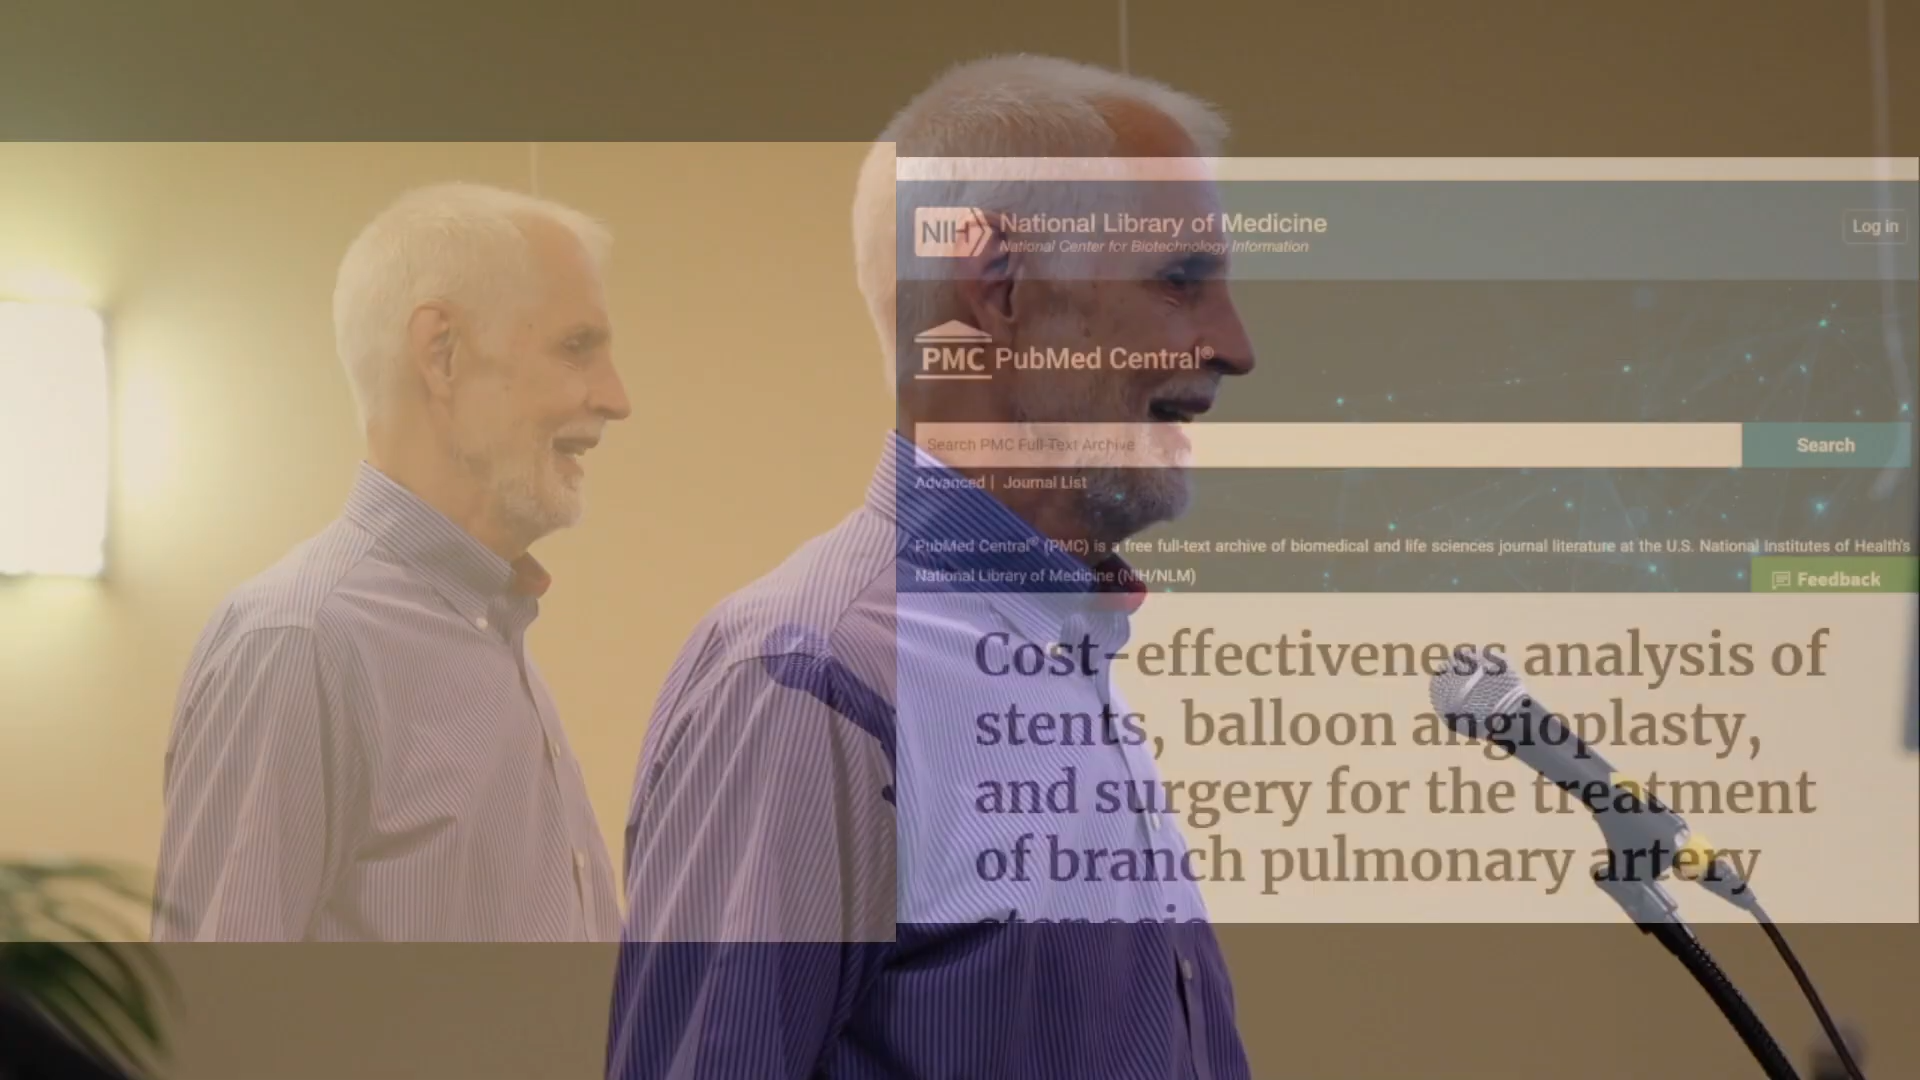 NIH National Library of Medicine
National Center for Biotechnology Information
Log in
PMC PubMed Central®
Search PMC Full-Text Archive
Search
Advanced | Journal List
PubMed Central® (PMC) is a free full-text archive of biomedical and life sciences journal literature at the U.S. National Institutes of Health's
National Library of Medicine (NIH/NLM)
Feedback
Cost-effectiveness analysis of
stents, balloon angioplasty,
and surgery for the treatment
of branch pulmonary artery
stenosis